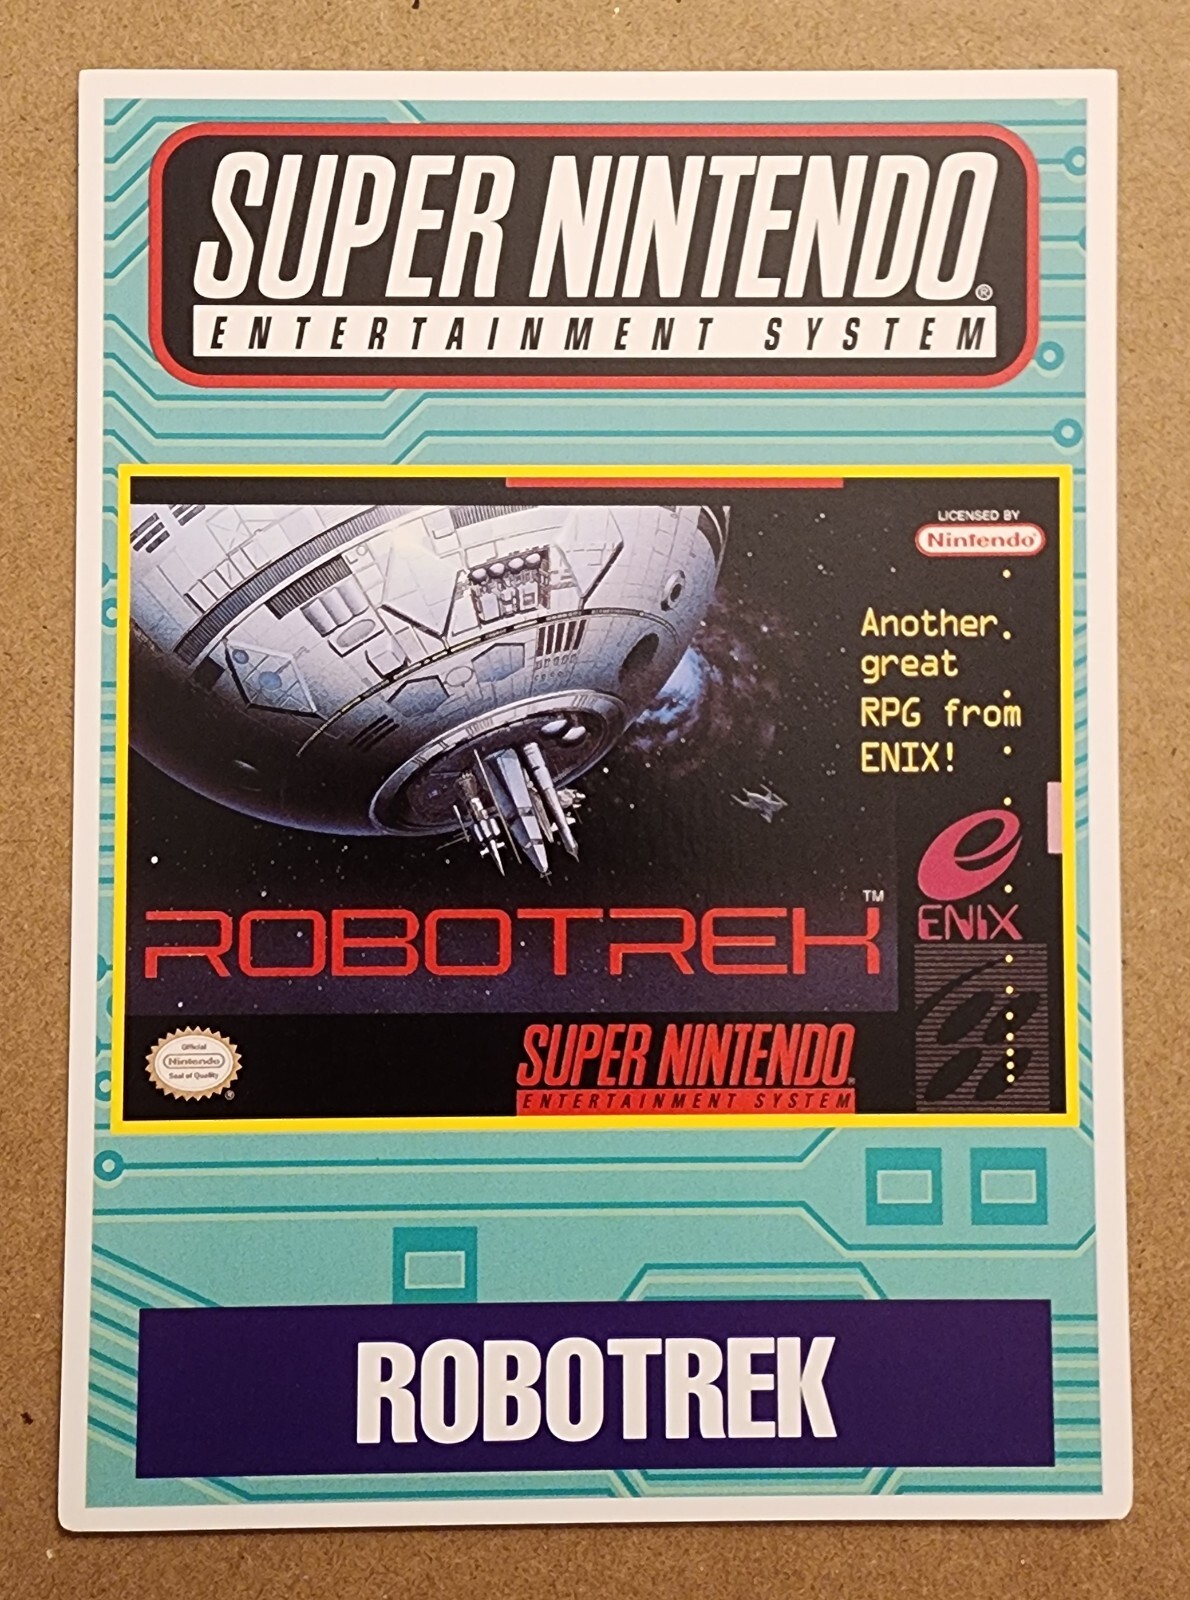 SUPER NINTENDO®
ENTERTAINMENT SYSTEM
LICENSED BY
Nintendo®
Another
great
RPG from
ENIX!
e
ENIX
ROBOTREK™
Official
Nintendo
Seal of Quality
®
SUPER NINTENDO®
ENTERTAINMENT SYSTEM
ROBOTREK